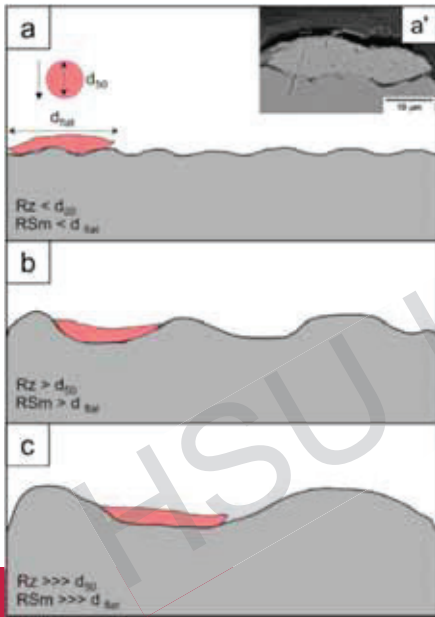 a
a'
d50
dflat
10 µm
Rz < d50
RSm < d flat
b
Rz > d50
RSm > d flat
c
Rz >>> d50
RSm >>> d flat
HSU